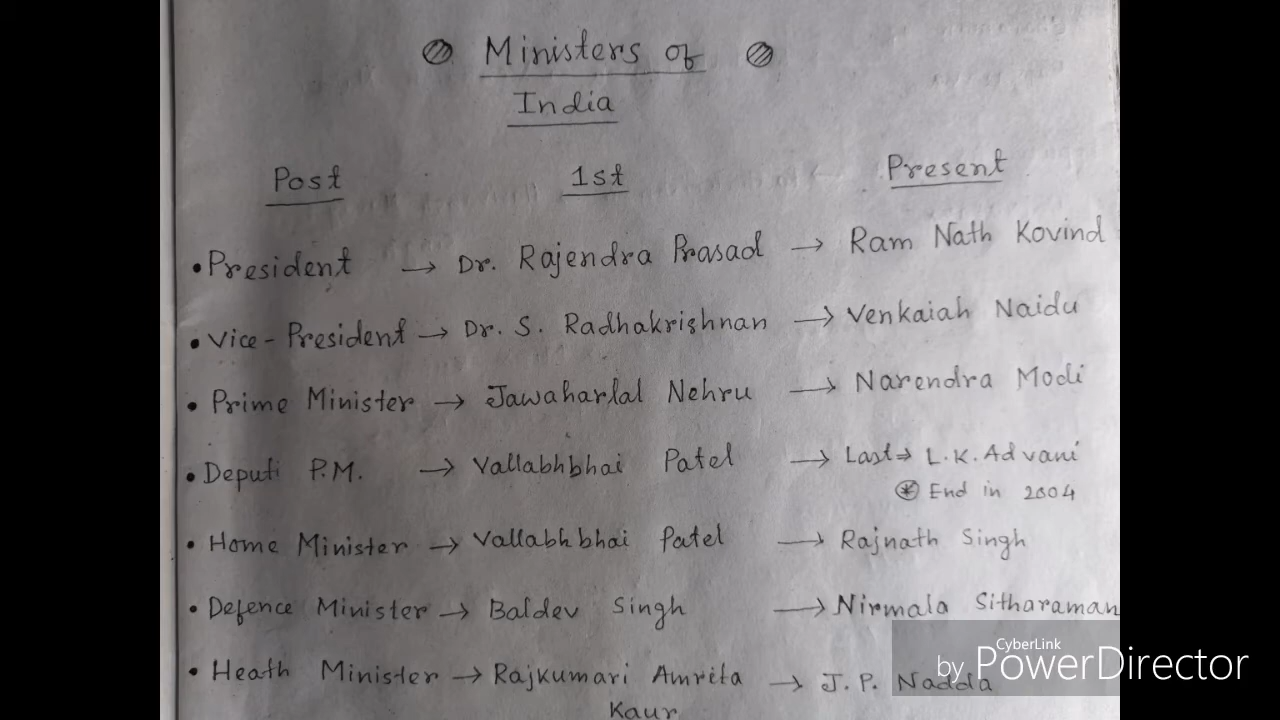 Ministers of
India
Post 1st Present
• President → Dr. Rajendra Prasad → Ram Nath Kovind
• Vice-President → Dr. S. Radhakrishnan → Venkaiah Naidu
• Prime Minister → Jawaharlal Nehru → Narendra Modi
• Deputi P.M. → Vallabhbhai Patel → Last ⇒ L.K. Advani
End in 2004
• Home Minister → Vallabhbhai Patel → Rajnath Singh
• Defence Minister → Baldev Singh → Nirmala Sitharaman
• Heath Minister → Rajkumari Amrita → J. P. Nadda
Kaur
CyberLink
by PowerDirector